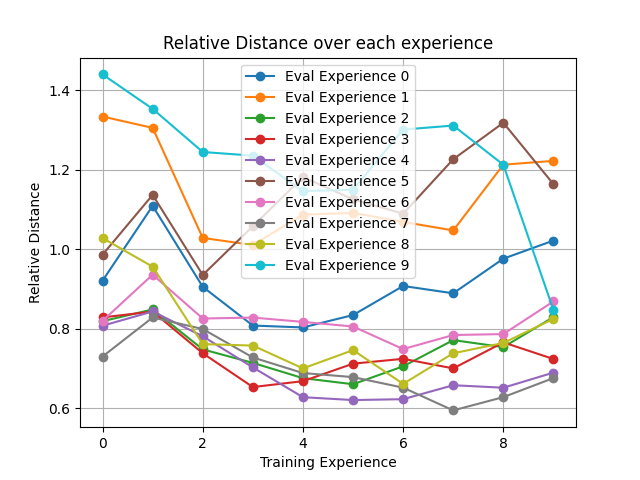 Relative Distance over each experience
Eval Experience 0
Eval Experience 1
Eval Experience 2
Eval Experience 3
Eval Experience 4
Eval Experience 5
Eval Experience 6
Eval Experience 7
Eval Experience 8
Eval Experience 9
Relative Distance
1.4
1.2
1.0
0.8
0.6
0 2 4 6 8
Training Experience